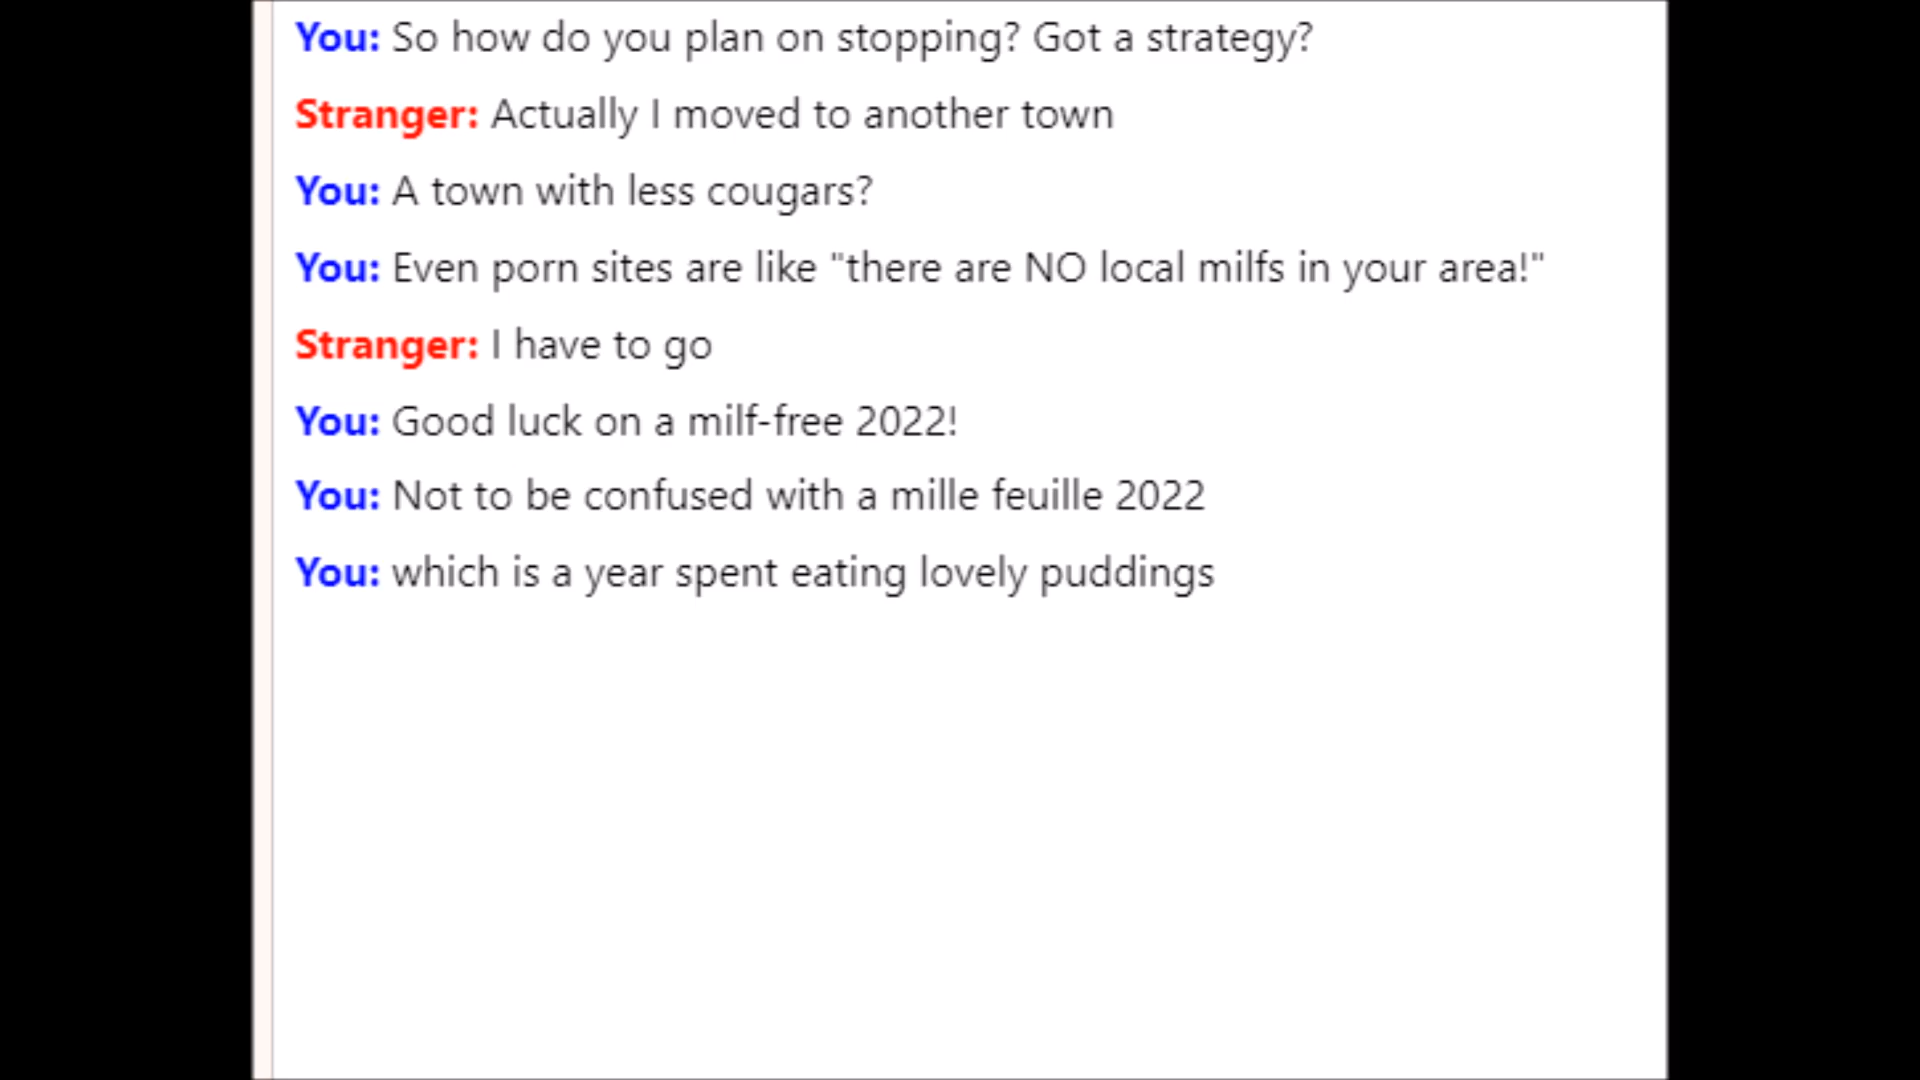 You: So how do you plan on stopping? Got a strategy?
Stranger: Actually I moved to another town
You: A town with less cougars?
You: Even porn sites are like "there are NO local milfs in your area!"
Stranger: I have to go
You: Good luck on a milf-free 2022!
You: Not to be confused with a mille feuille 2022
You: which is a year spent eating lovely puddings